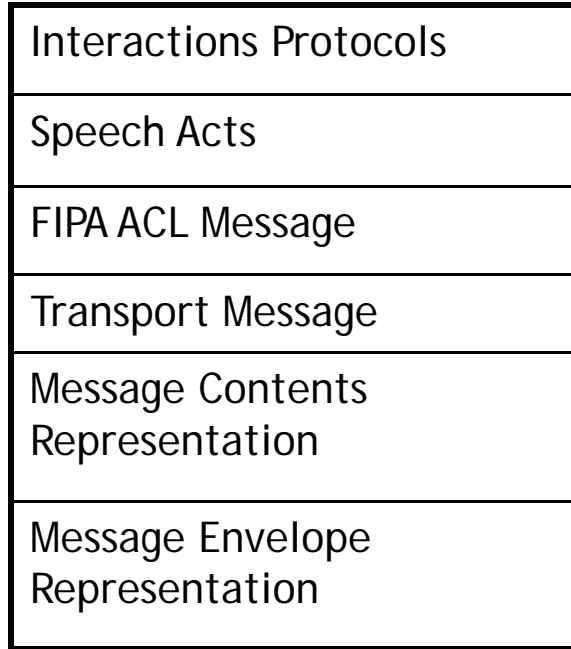 Interactions Protocols
Speech Acts
FIPA ACL Message
Transport Message
Message Contents
Representation
Message Envelope
Representation